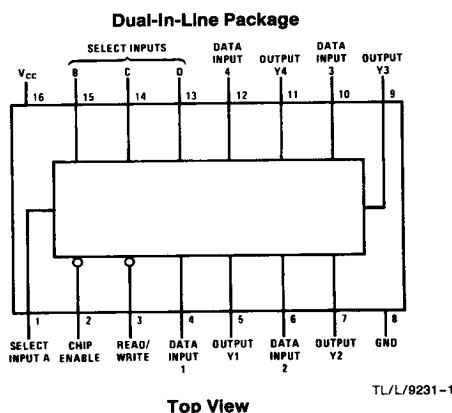 Dual-In-Line Package
SELECT INPUTS
DATA INPUT 4
OUTPUT Y4
DATA INPUT 3
OUTPUT Y3
VCC
B
C
D
16
15
14
13
12
11
10
9
1
2
3
4
5
6
7
8
SELECT INPUT A
CHIP ENABLE
READ/ WRITE
DATA INPUT 1
OUTPUT Y1
DATA INPUT 2
OUTPUT Y2
GND
TL/L/9231-1
Top View